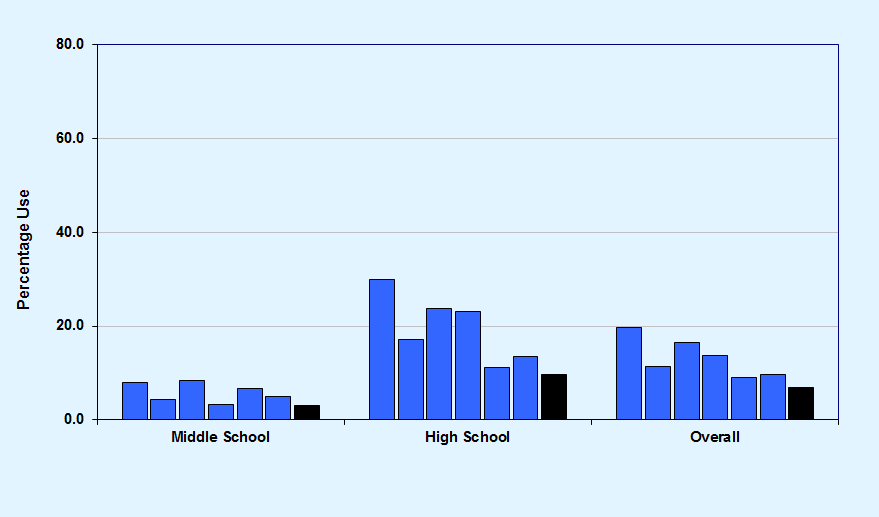 80.0
60.0
40.0
20.0
0.0
Percentage Use
Middle School
High School
Overall